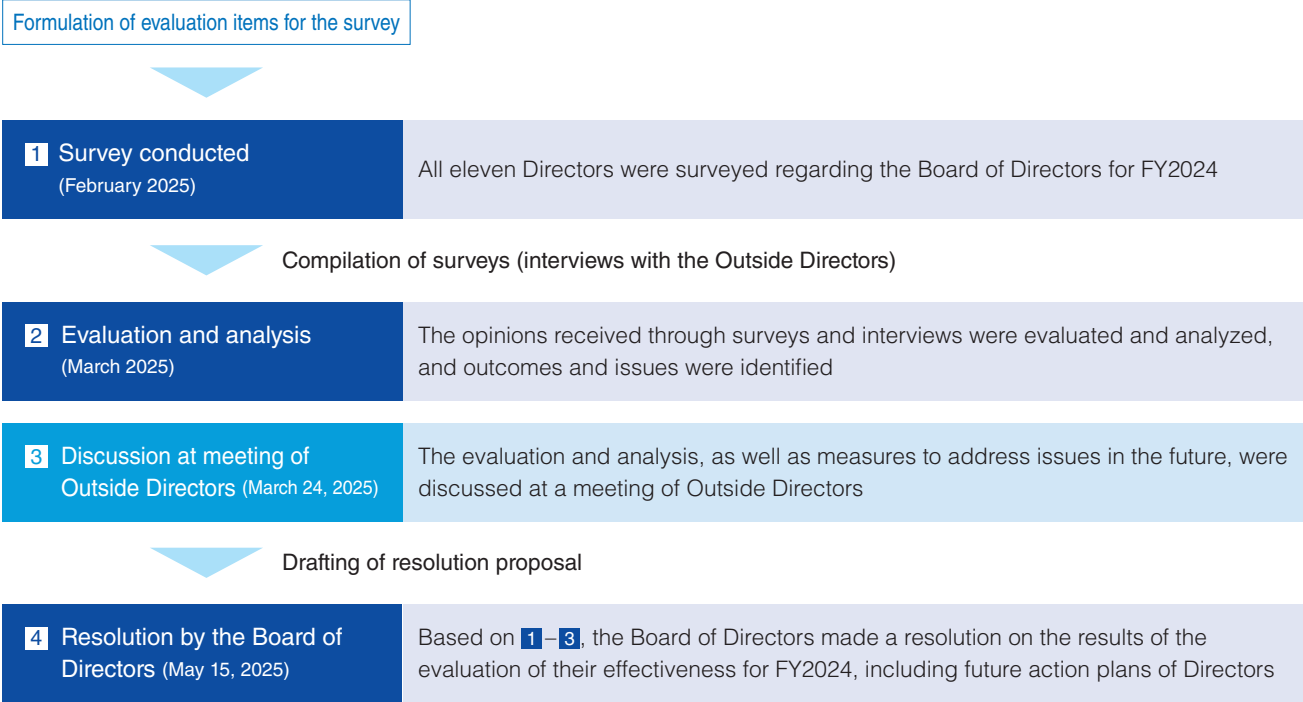 Formulation of evaluation items for the survey
1 Survey conducted
(February 2025)
All eleven Directors were surveyed regarding the Board of Directors for FY2024
Compilation of surveys (interviews with the Outside Directors)
2 Evaluation and analysis
(March 2025)
The opinions received through surveys and interviews were evaluated and analyzed,
and outcomes and issues were identified
3 Discussion at meeting of
Outside Directors (March 24, 2025)
The evaluation and analysis, as well as measures to address issues in the future, were
discussed at a meeting of Outside Directors
Drafting of resolution proposal
4 Resolution by the Board of
Directors (May 15, 2025)
Based on 1–3, the Board of Directors made a resolution on the results of the
evaluation of their effectiveness for FY2024, including future action plans of Directors